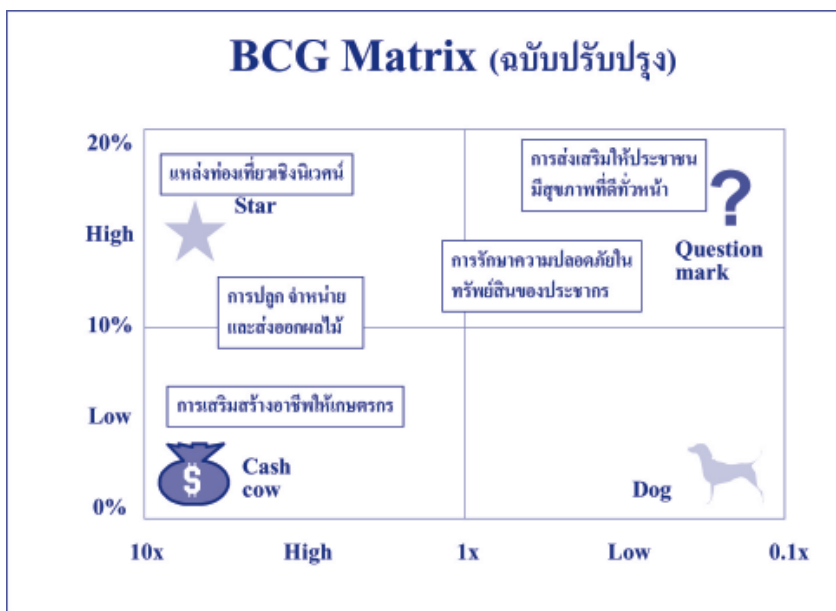 BCG Matrix (ฉบับปรับปรุง)
20%
แหล่งท่องเที่ยวเชิงนิเวศน์
การส่งเสริมให้ประชาชน
มีสุขภาพที่ดีทั่วหน้า
?
Star
High
Question
mark
การรักษาความปลอดภัยใน
ทรัพย์สินของประชากร
การปลูก จำหน่าย
และส่งออกผลไม้
10%
การเสริมสร้างอาชีพให้เกษตรกร
Low
$
Cash
cow
Dog
0%
10x High 1x Low 0.1x